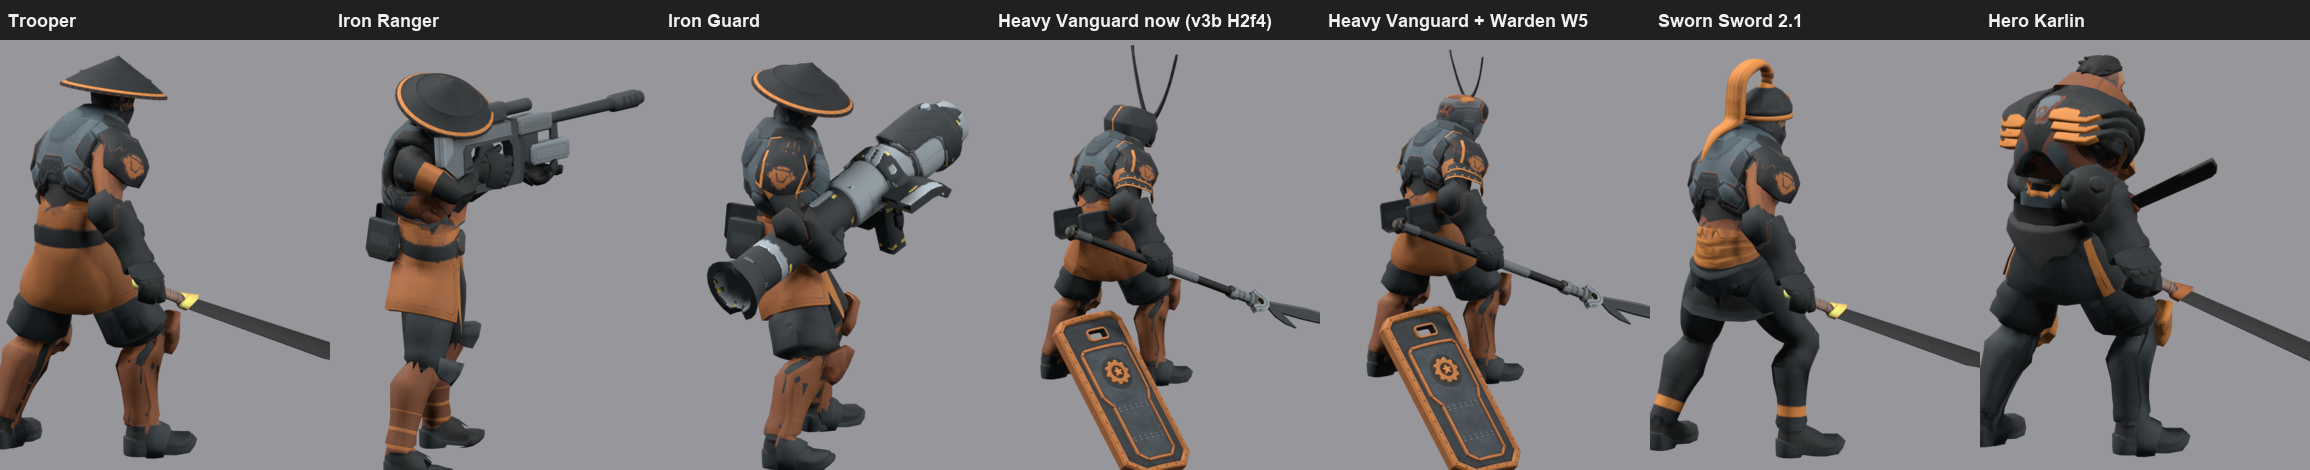 Trooper
Iron Ranger
Iron Guard
Heavy Vanguard now (v3b H2f4)
Heavy Vanguard + Warden W5
Sworn Sword 2.1
Hero Karlin